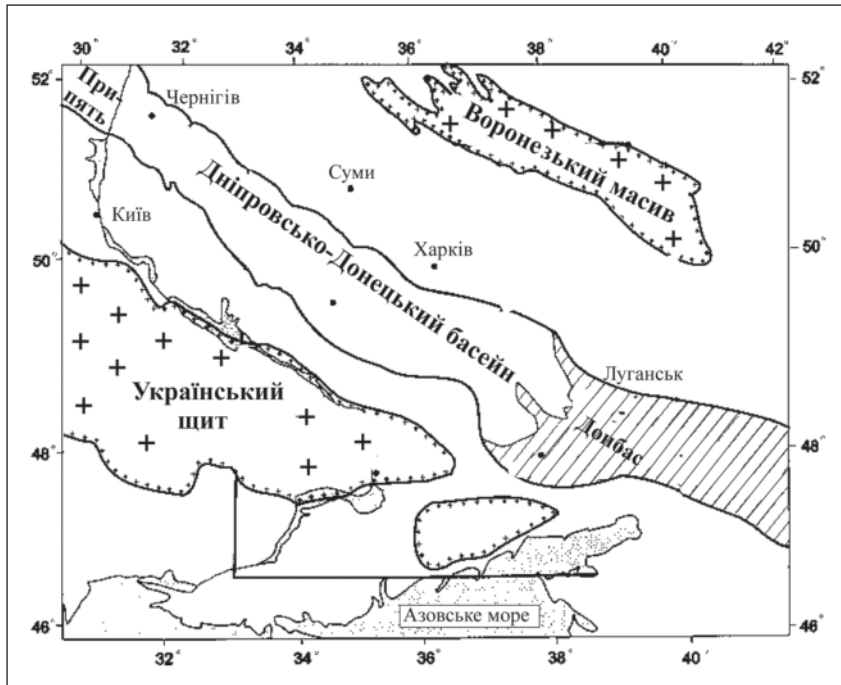 30° 32° 34° 36° 38° 40° 42°
52° 52°
При-
пять
Чернігів
Воронезький масив
Суми
Дніпровсько-Донецький басейн
Київ
Харків
50° 50°
Український
щит
Луганськ
Донбас
48° 48°
Азовське море
46° 46°
32° 34° 36° 38° 40°